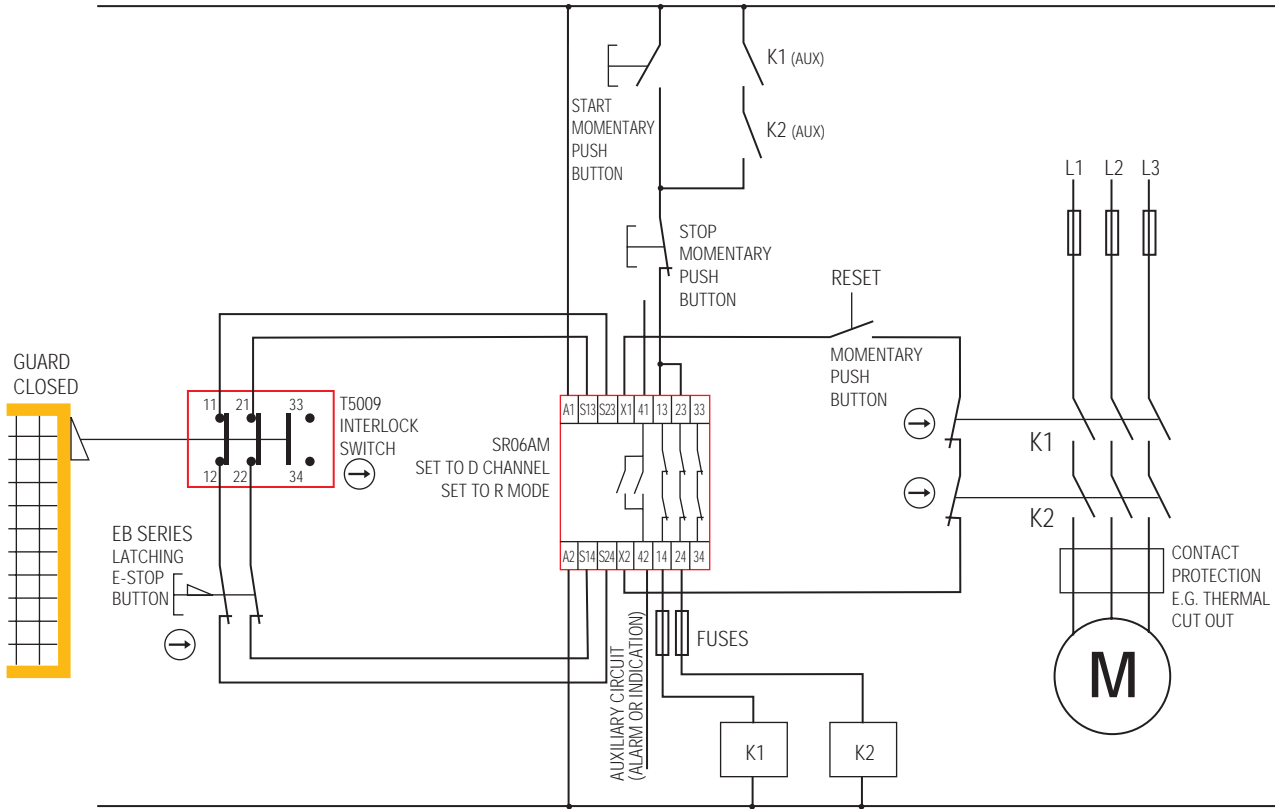 K1 (AUX)
START
MOMENTARY
PUSH
BUTTON
K2 (AUX)
L1 L2 L3
STOP
MOMENTARY
PUSH
BUTTON
RESET
MOMENTARY
PUSH
BUTTON
GUARD
CLOSED
11 21 33
12 22 34
T5009
INTERLOCK
SWITCH
SR06AM
SET TO D CHANNEL
SET TO R MODE
A1 S13 S23 X1 41 13 23 33
A2 S14 S24 X2 42 14 24 34
K1
K2
EB SERIES
LATCHING
E-STOP
BUTTON
CONTACT
PROTECTION
E.G. THERMAL
CUT OUT
AUXILIARY CIRCUIT
(ALARM OR INDICATION)
FUSES
K1
K2
M